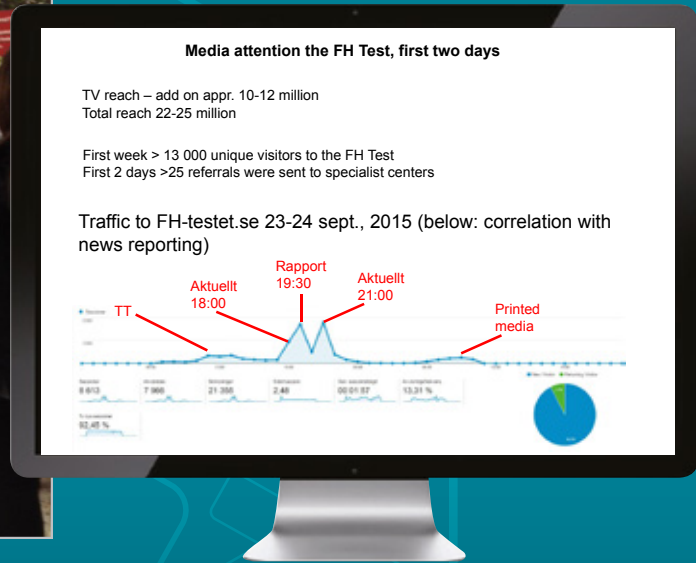 Media attention the FH Test, first two days
TV reach – add on appr. 10-12 million
Total reach 22-25 million
First week > 13 000 unique visitors to the FH Test
First 2 days >25 referrals were sent to specialist centers
Traffic to FH-testet.se 23-24 sept., 2015 (below: correlation with
news reporting)
TT
Aktuellt
18:00
Rapport
19:30
Aktuellt
21:00
Printed
media
8 613
7 966
21 355
2,48
00:01:57
13,31 %
92,45 %